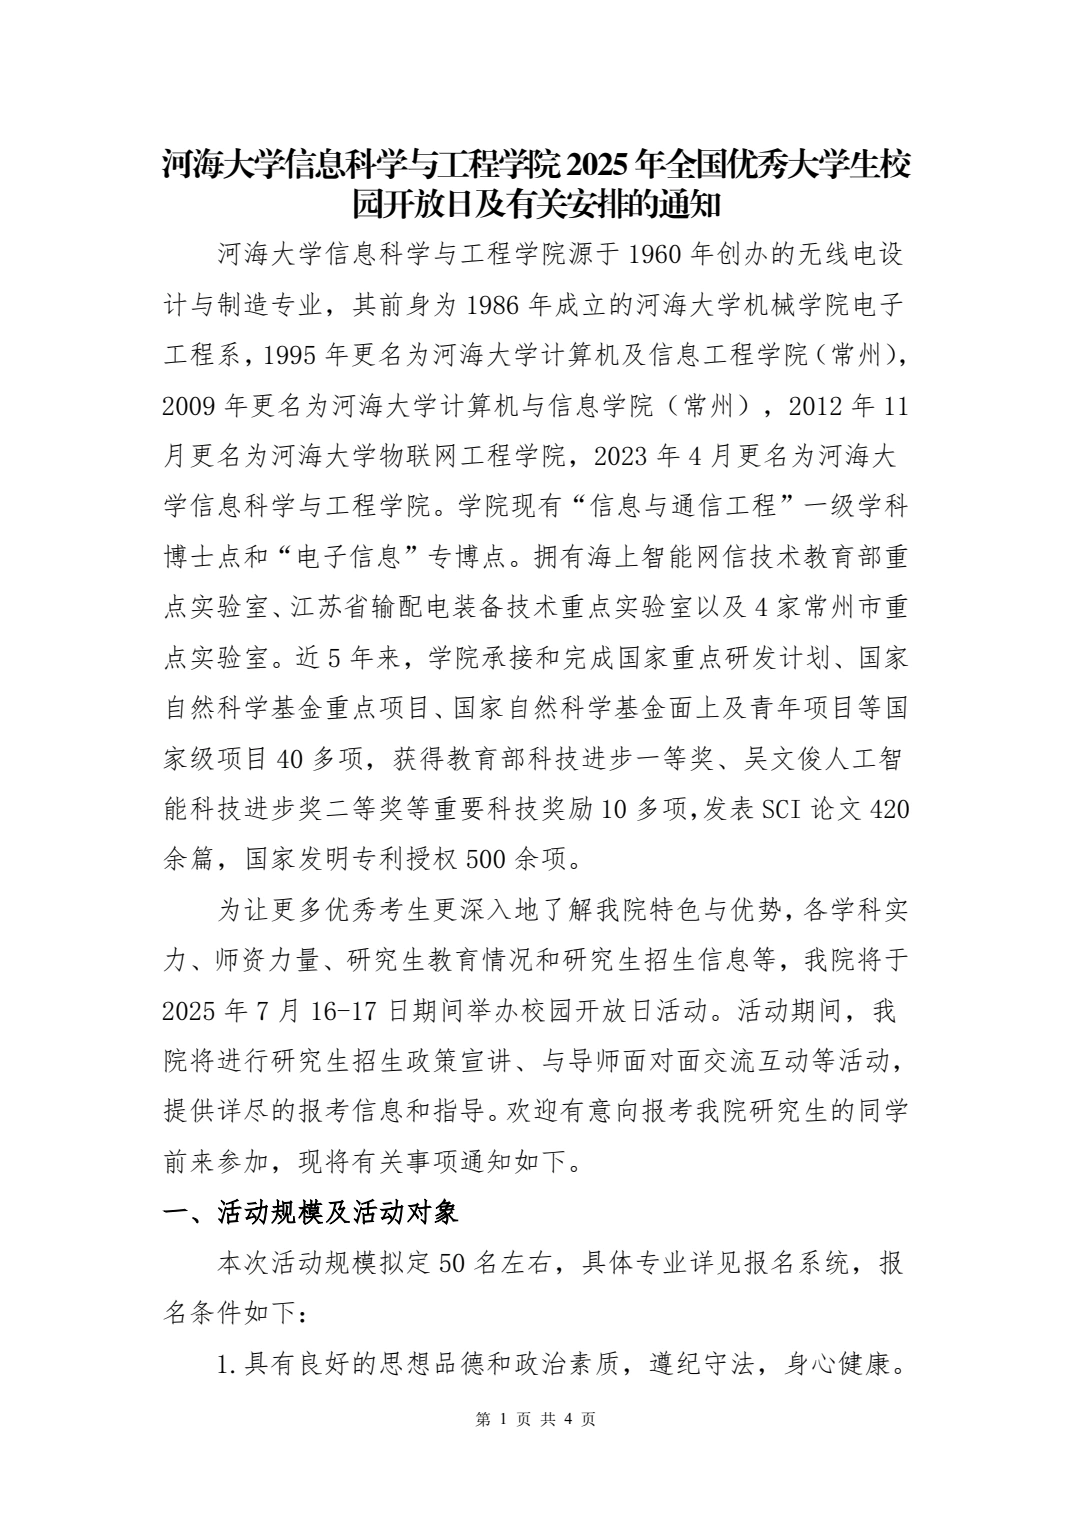 河海大学信息科学与工程学院2025年全国优秀大学生校
园开放日及有关安排的通知
河海大学信息科学与工程学院源于1960年创办的无线电设
计与制造专业，其前身为1986年成立的河海大学机械学院电子
工程系，1995年更名为河海大学计算机及信息工程学院（常州），
2009年更名为河海大学计算机与信息学院（常州），2012年11
月更名为河海大学物联网工程学院，2023年4月更名为河海大
学信息科学与工程学院。学院现有“信息与通信工程”一级学科
博士点和“电子信息”专博点。拥有海上智能网信技术教育部重
点实验室、江苏省输配电装备技术重点实验室以及4家常州市重
点实验室。近5年来，学院承接和完成国家重点研发计划、国家
自然科学基金重点项目、国家自然科学基金面上及青年项目等国
家级项目40多项，获得教育部科技进步一等奖、吴文俊人工智
能科技进步奖二等奖等重要科技奖励10多项，发表SCI论文420
余篇，国家发明专利授权500余项。
为让更多优秀考生更深入地了解我院特色与优势，各学科实
力、师资力量、研究生教育情况和研究生招生信息等，我院将于
2025年7月16-17日期间举办校园开放日活动。活动期间，我
院将进行研究生招生政策宣讲、与导师面对面交流互动等活动，
提供详尽的报考信息和指导。欢迎有意向报考我院研究生的同学
前来参加，现将有关事项通知如下。
一、活动规模及活动对象
本次活动规模拟定50名左右，具体专业详见报名系统，报
名条件如下：
1.具有良好的思想品德和政治素质，遵纪守法，身心健康。
第 1 页 共 4 页